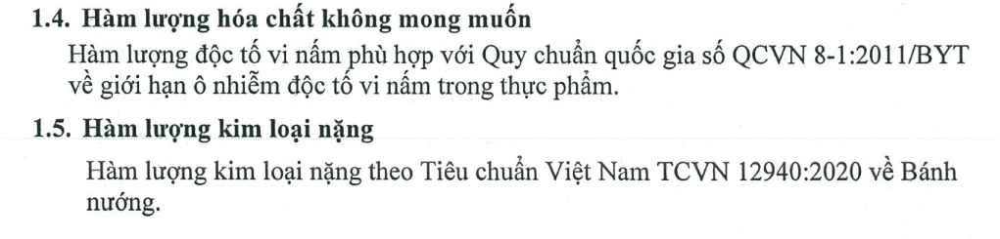 1.4. Hàm lượng hóa chất không mong muốn
Hàm lượng độc tố vi nấm phù hợp với Quy chuẩn quốc gia số QCVN 8-1:2011/BYT
về giới hạn ô nhiễm độc tố vi nấm trong thực phẩm.
1.5. Hàm lượng kim loại nặng
Hàm lượng kim loại nặng theo Tiêu chuẩn Việt Nam TCVN 12940:2020 về Bánh
nướng.